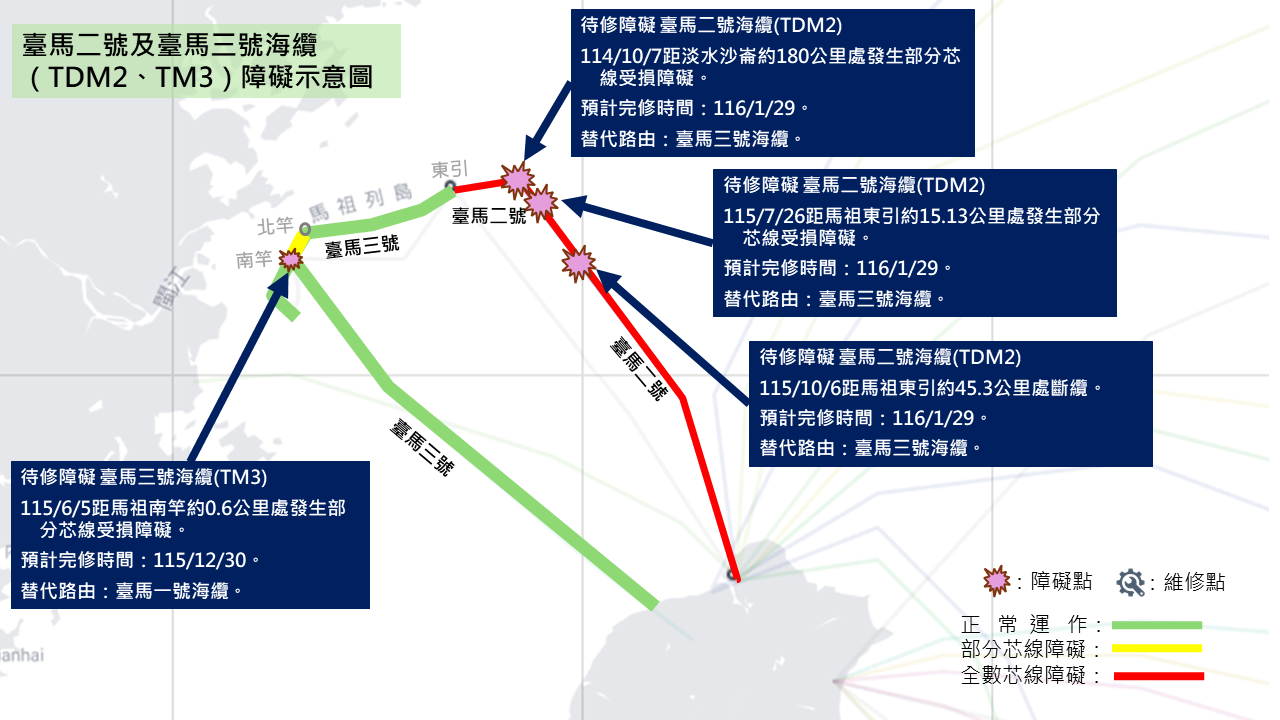 臺馬二號及臺馬三號海纜
（TDM2、TM3）障礙示意圖
待修障礙 臺馬二號海纜(TDM2)
114/10/7距淡水沙崙約180公里處發生部分芯
線受損障礙。
預計完修時間：116/1/29。
替代路由：臺馬三號海纜。
待修障礙 臺馬二號海纜(TDM2)
115/7/26距馬祖東引約15.13公里處發生部分
芯線受損障礙。
預計完修時間：116/1/29。
替代路由：臺馬三號海纜。
待修障礙 臺馬二號海纜(TDM2)
115/10/6距馬祖東引約45.3公里處斷纜。
預計完修時間：116/1/29。
替代路由：臺馬三號海纜。
東引
馬祖列島
北竿
南竿
閩江
臺馬二號
臺馬三號
臺馬二號
臺馬三號
待修障礙 臺馬三號海纜(TM3)
115/6/5距馬祖南竿約0.6公里處發生部
分芯線受損障礙。
預計完修時間：115/12/30。
替代路由：臺馬一號海纜。
：障礙點
：維修點
正常運作：
部分芯線障礙：
全數芯線障礙：
ianhai